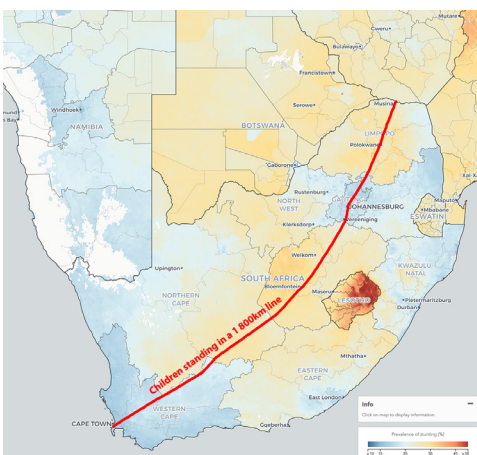 Gweru
Mutare
Bulawayo
Francistown
Serowe
Musina
Windhoek
NAMIBIA
BOTSWANA
LIMPOPO
Polokwane
Gaborone
Rustenburg
NORTH
WEST
JOHANNESBURG
Vereeniging
Klerksdorp
Mbabane
ESWATINI
Maputo
Xai-X
Upington
Welkom
SOUTH AFRICA
Bloemfontein
Maseru
LESOTHO
KWAZULU
NATAL
Pietermaritzburg
Durban
NORTHERN
CAPE
Children standing in a 1 800km line
Mthatha
EASTERN
CAPE
East London
WESTERN
CAPE
CAPE TOWN
Gqeberha
Info
Click on map to display information
Prevalence of stunting (%)